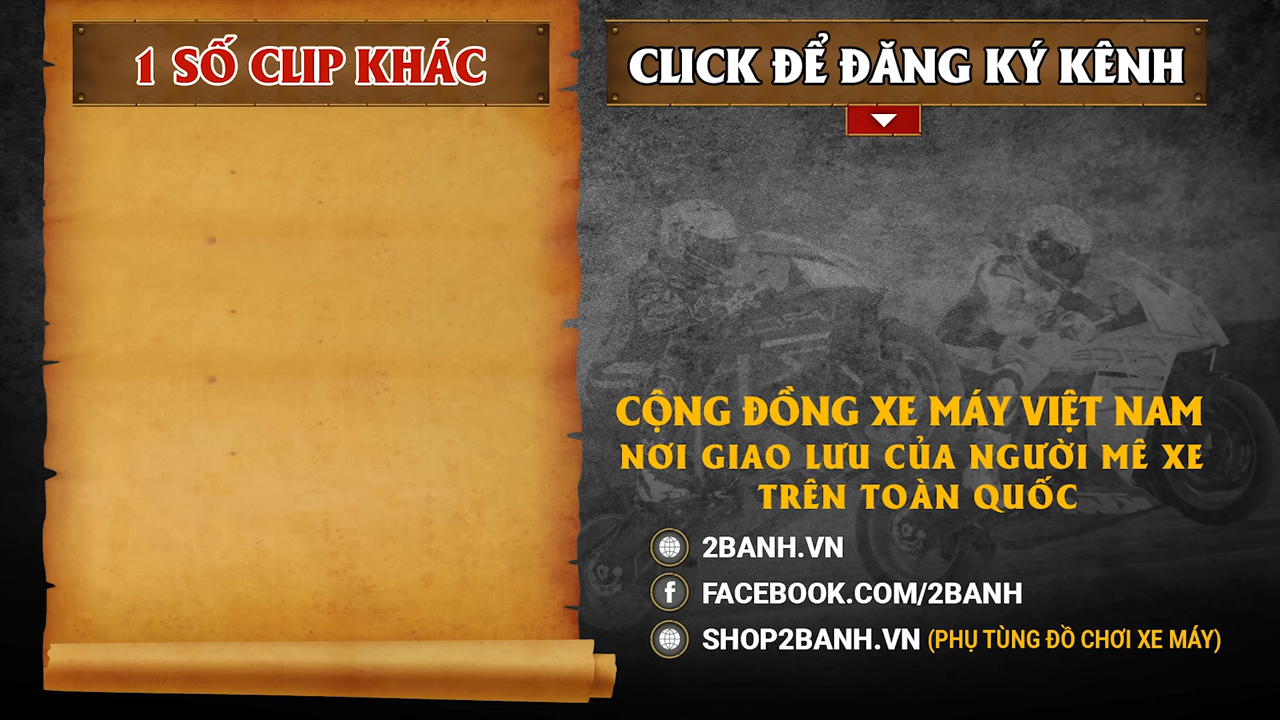 1 SỐ CLIP KHÁC
CLICK ĐỂ ĐĂNG KÝ KÊNH
CỘNG ĐỒNG XE MÁY VIỆT NAM
NƠI GIAO LƯU CỦA NGƯỜI MÊ XE
TRÊN TOÀN QUỐC
2BANH.VN
FACEBOOK.COM/2BANH
SHOP2BANH.VN (PHỤ TÙNG ĐỒ CHƠI XE MÁY)